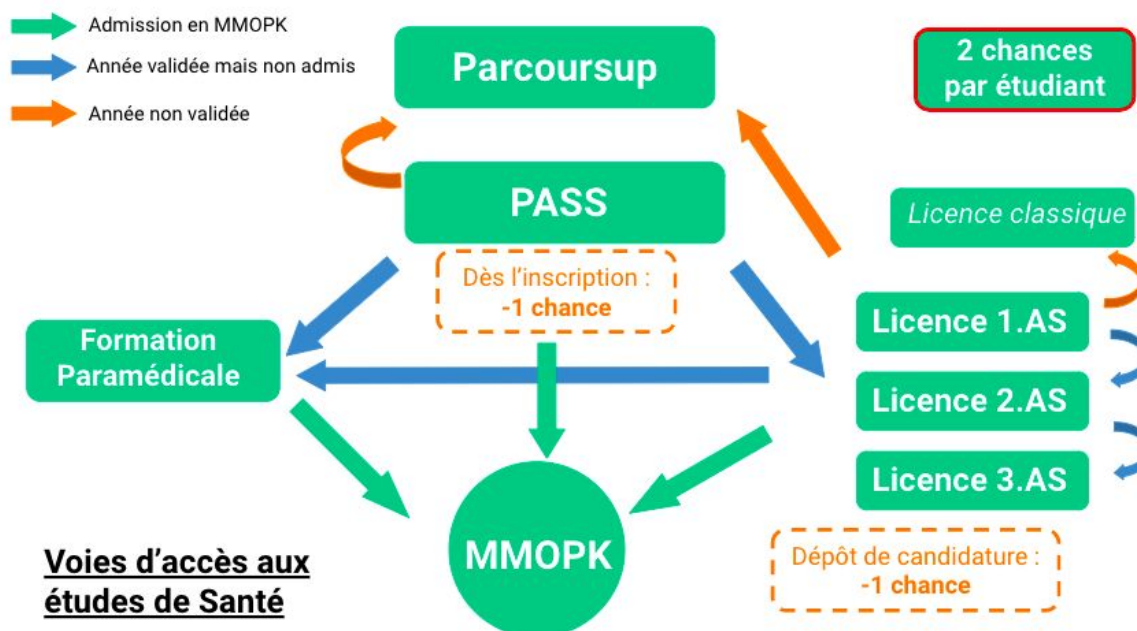 Admission en MMOPK
Année validée mais non admis
Année non validée
Parcoursup
2 chances
par étudiant
PASS
Licence classique
Dès l'inscription :
-1 chance
Formation
Paramédicale
Licence 1.AS
Licence 2.AS
Licence 3.AS
MMOPK
Dépôt de candidature :
-1 chance
Voies d'accès aux
études de Santé